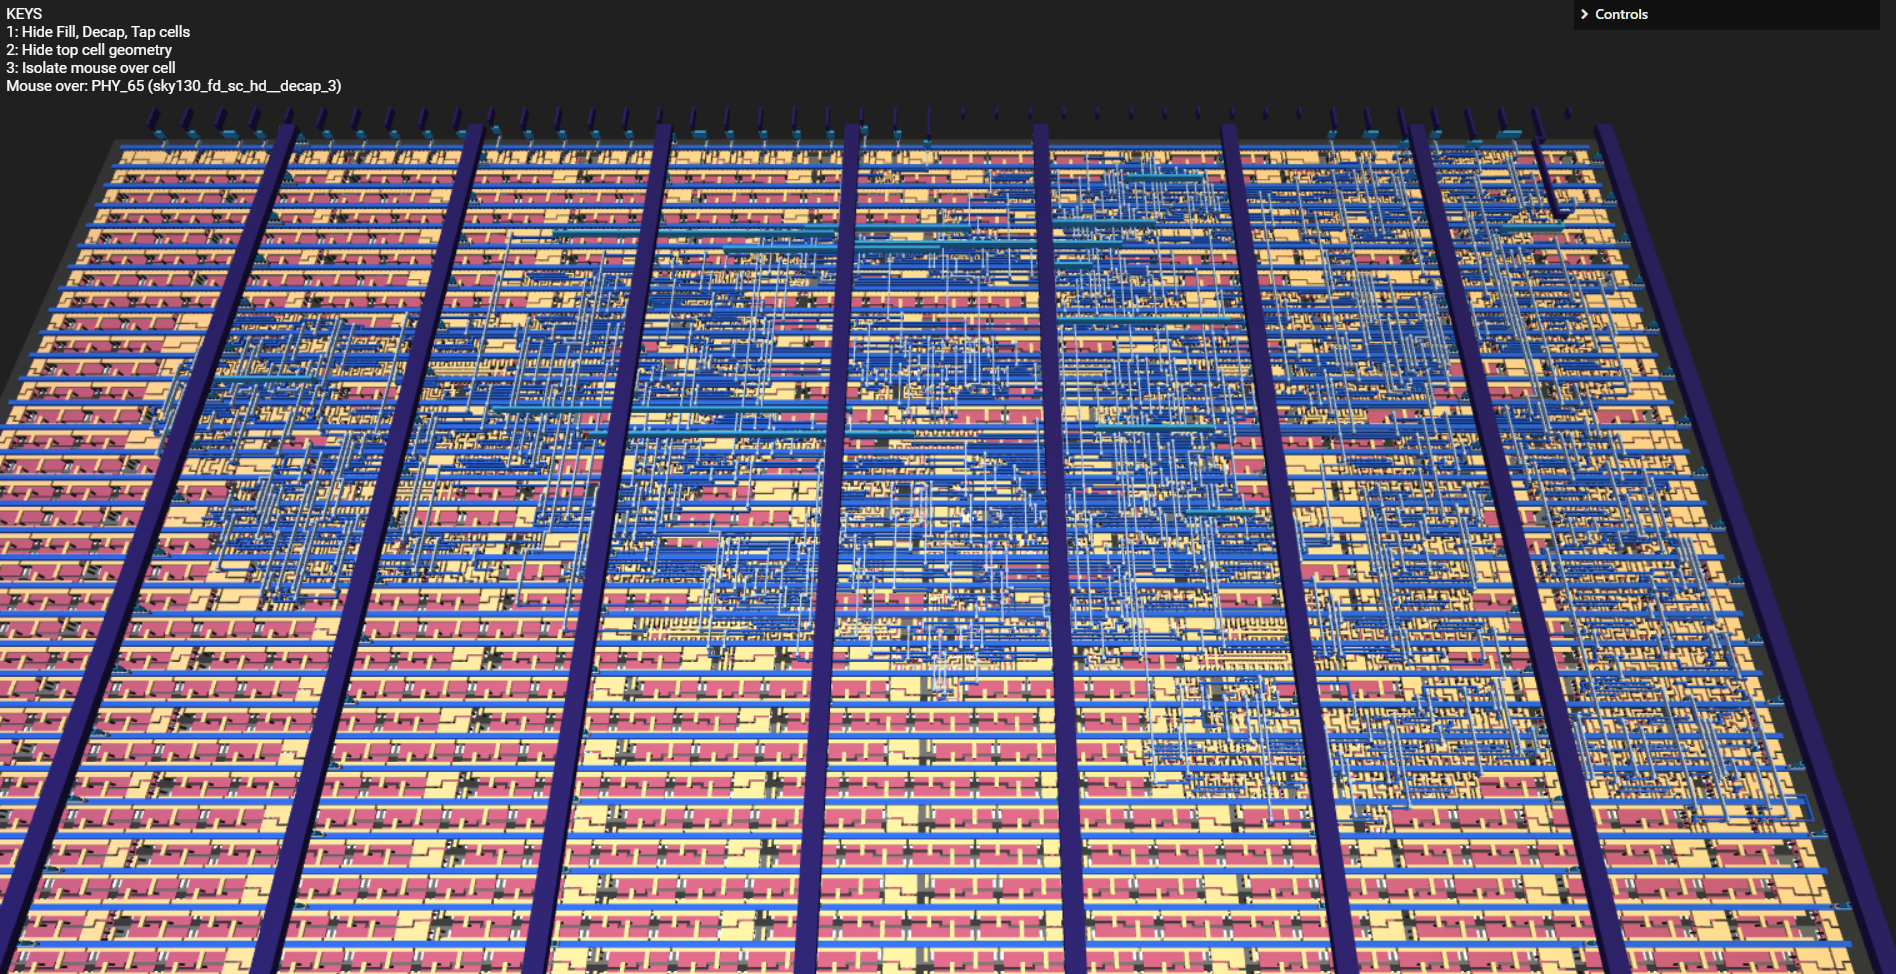 KEYS
1: Hide Fill, Decap, Tap cells
2: Hide top cell geometry
3: Isolate mouse over cell
Mouse over: PHY_65 (sky130_fd_sc_hd__decap_3)
Controls